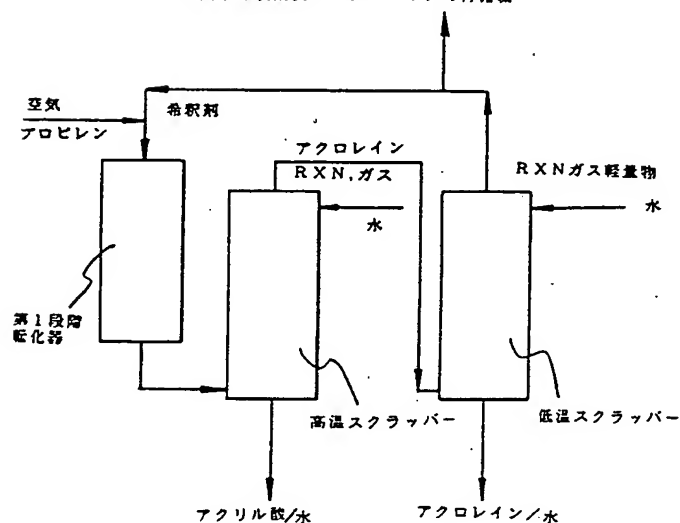 空気
プロピレン
希釈剤
アクロレイン
RXN.ガス
水
RXNガス軽量物
水
第1段階
転化器
高温スクラッバー
低温スクラッパー
アクリル酸/水
アクロレイン/水